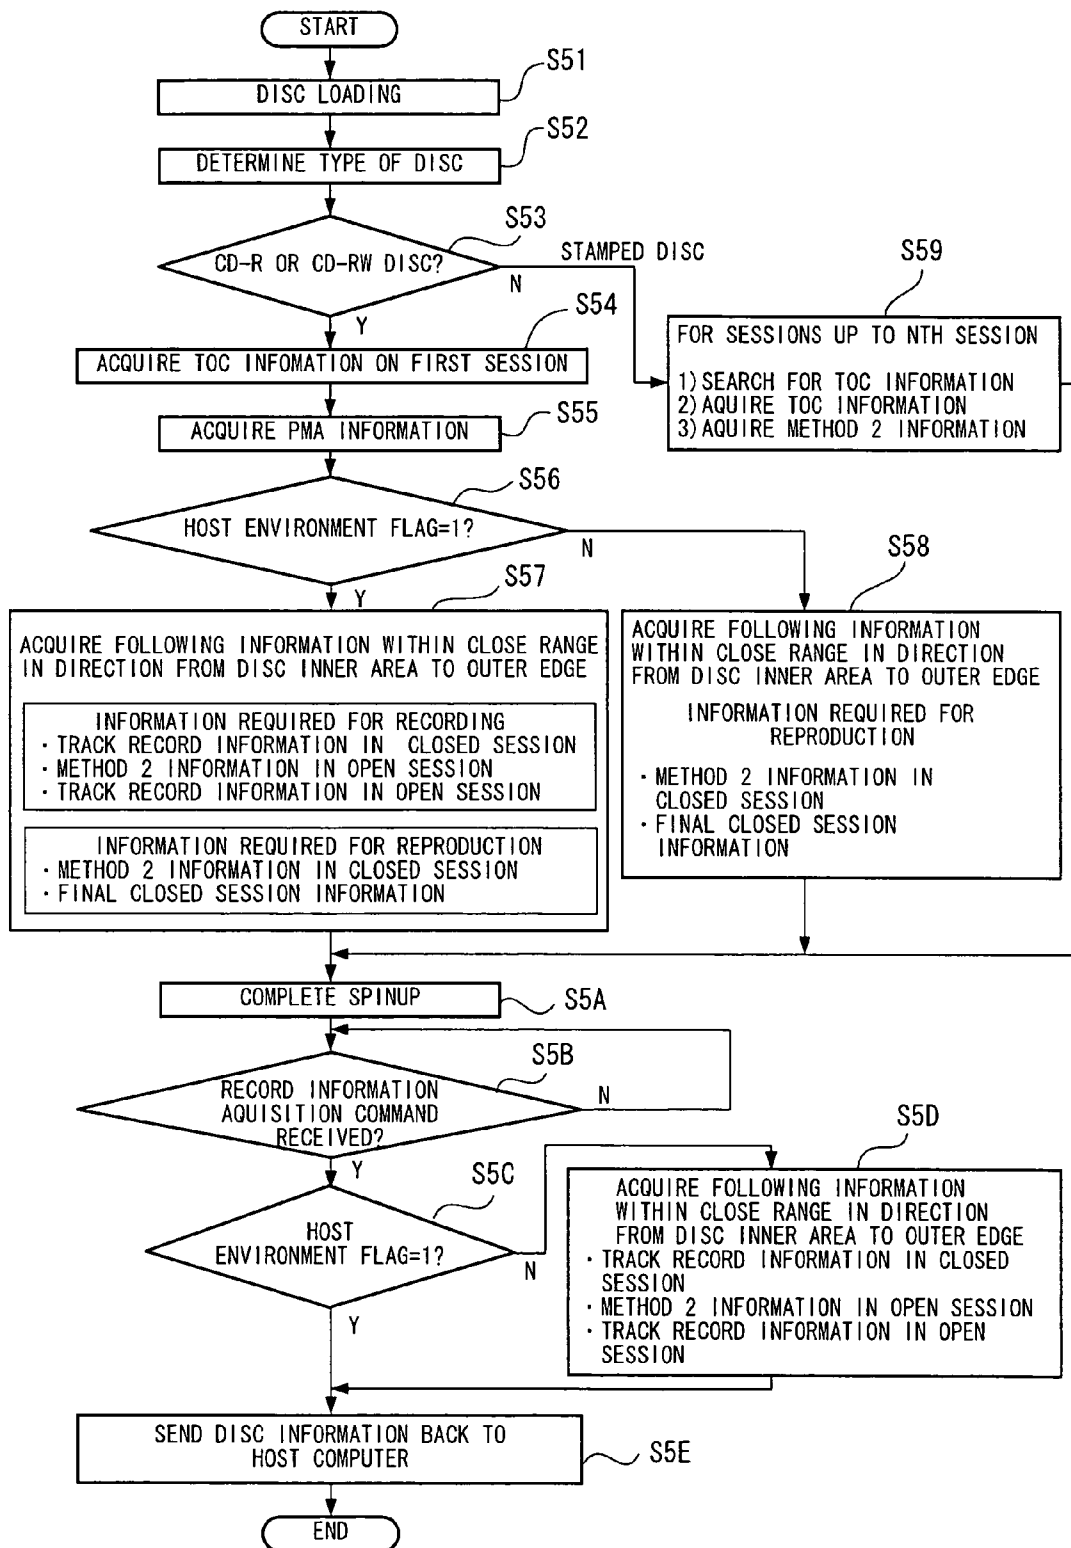 START
S51
DISC LOADING
S52
DETERMINE TYPE OF DISC
S53
CD-R OR CD-RW DISC?
STAMPED DISC
N
Y
S59
FOR SESSIONS UP TO NTH SESSION
1)SEARCH FOR TOC INFORMATION
2)AQUIRE TOC INFORMATION
3)AQUIRE METHOD 2 INFORMATION
S54
ACQUIRE TOC INFOMATION ON FIRST SESSION
S55
ACQUIRE PMA INFORMATION
S56
HOST ENVIRONMENT FLAG=1?
N
Y
S57
ACQUIRE FOLLOWING INFORMATION WITHIN CLOSE RANGE
IN DIRECTION FROM DISC INNER AREA TO OUTER EDGE
INFORMATION REQUIRED FOR RECORDING
・TRACK RECORD INFORMATION IN CLOSED SESSION
・METHOD 2 INFORMATION IN OPEN SESSION
・TRACK RECORD INFORMATION IN OPEN SESSION
INFORMATION REQUIRED FOR REPRODUCTION
・METHOD 2 INFORMATION IN CLOSED SESSION
・FINAL CLOSED SESSION INFORMATION
S58
ACQUIRE FOLLOWING INFORMATION
WITHIN CLOSE RANGE IN DIRECTION
FROM DISC INNER AREA TO OUTER EDGE
INFORMATION REQUIRED FOR
REPRODUCTION
・METHOD 2 INFORMATION IN
CLOSED SESSION
・FINAL CLOSED SESSION
INFORMATION
COMPLETE SPINUP
S5A
S5B
RECORD INFORMATION
AQUISITION COMMAND
RECEIVED?
N
Y
S5C
HOST
ENVIRONMENT FLAG=1?
N
Y
S5D
ACQUIRE FOLLOWING INFORMATION
WITHIN CLOSE RANGE IN DIRECTION
FROM DISC INNER AREA TO OUTER EDGE
・TRACK RECORD INFORMATION IN CLOSED
SESSION
・METHOD 2 INFORMATION IN OPEN SESSION
・TRACK RECORD INFORMATION IN OPEN
SESSION
SEND DISC INFORMATION BACK TO
HOST COMPUTER
S5E
END